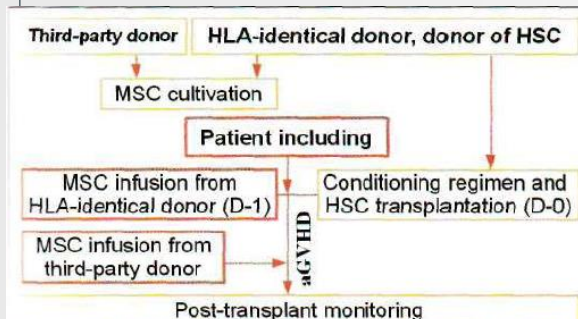 Third-party donor
HLA-identical donor, donor of HSC
MSC cultivation
Patient including
MSC infusion from
HLA-identical donor (D-1)
Conditioning regimen and
HSC transplantation (D-0)
MSC infusion from
third-party donor
aGVHD
Post-transplant monitoring